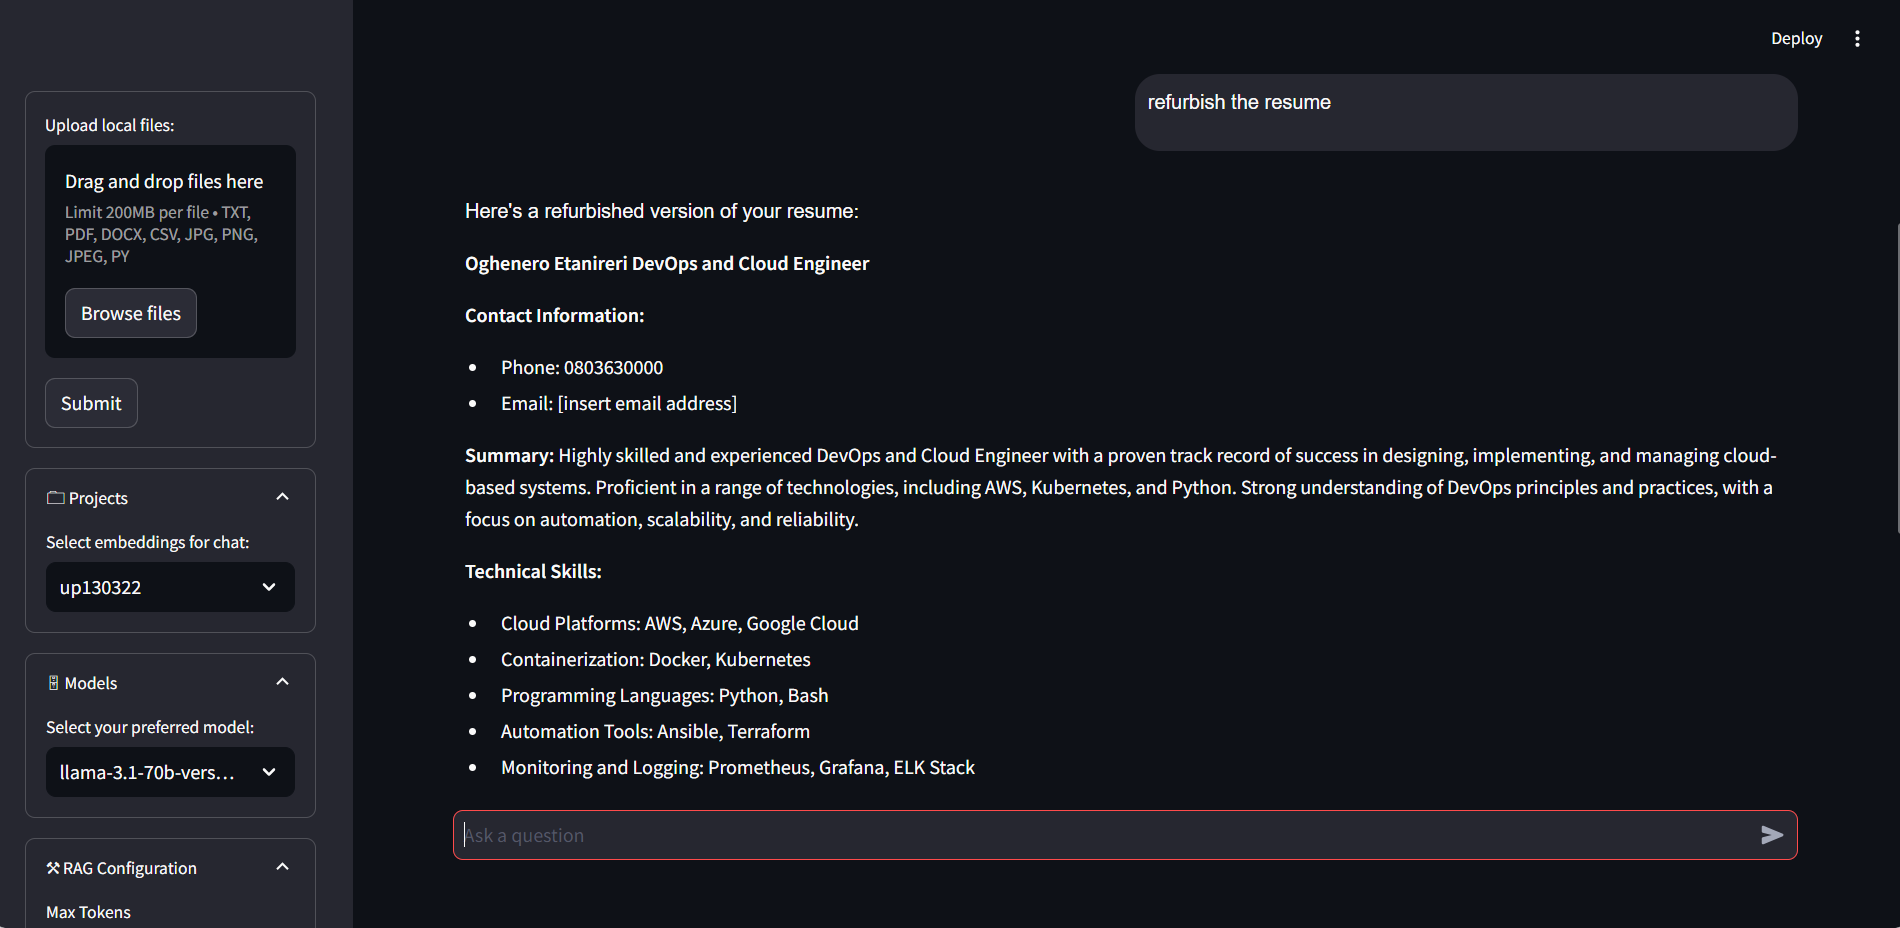 Deploy
Upload local files:
Drag and drop files here
Limit 200MB per file • TXT,
PDF, DOCX, CSV, JPG, PNG,
JPEG, PY
Browse files
Submit
Projects
Select embeddings for chat:
up130322
Models
Select your preferred model:
llama-3.1-70b-vers...
RAG Configuration
Max Tokens
refurbish the resume
Here's a refurbished version of your resume:
Oghenero Etanireri DevOps and Cloud Engineer
Contact Information:
• Phone: 0803630000
• Email: [insert email address]
Summary: Highly skilled and experienced DevOps and Cloud Engineer with a proven track record of success in designing, implementing, and managing cloud-
based systems. Proficient in a range of technologies, including AWS, Kubernetes, and Python. Strong understanding of DevOps principles and practices, with a
focus on automation, scalability, and reliability.
Technical Skills:
• Cloud Platforms: AWS, Azure, Google Cloud
• Containerization: Docker, Kubernetes
• Programming Languages: Python, Bash
• Automation Tools: Ansible, Terraform
• Monitoring and Logging: Prometheus, Grafana, ELK Stack
Ask a question